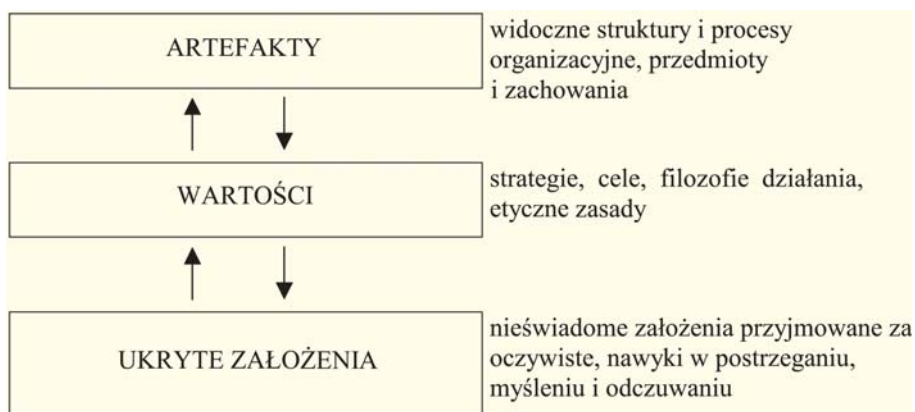 ARTEFAKTY
widoczne struktury i procesy
organizacyjne, przedmioty
i zachowania
WARTOŚCI
strategie, cele, filozofie działania,
etyczne zasady
UKRYTE ZAŁOŻENIA
nieświadome założenia przyjmowane za
oczywiste, nawyki w postrzeganiu,
myśleniu i odczuwaniu